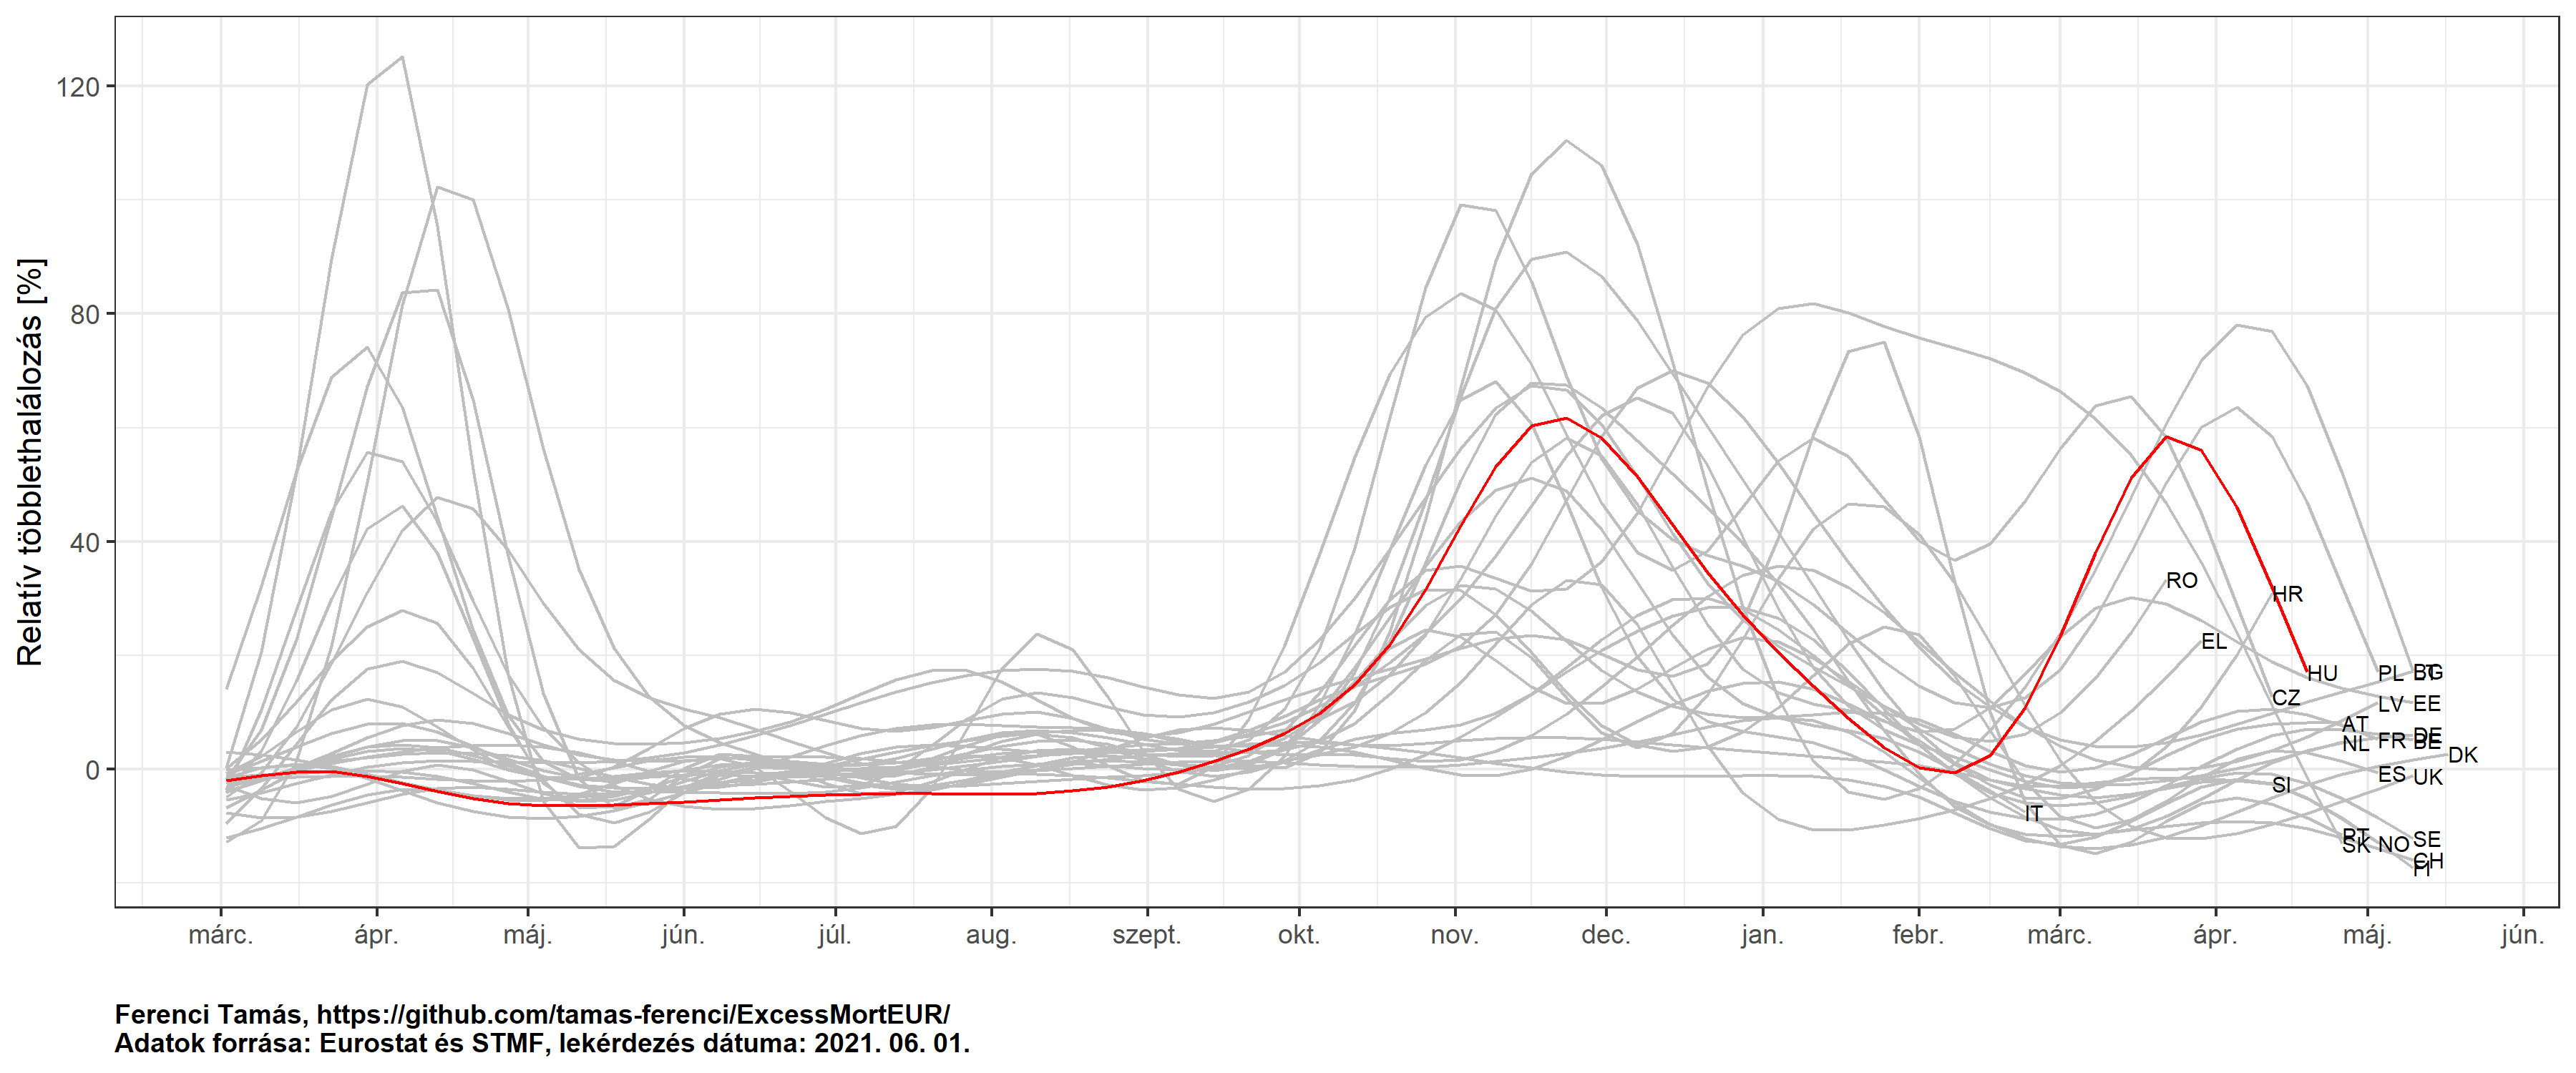 Relatív többlethalálozás [%]
120
80
40
0
RO
HR
EL
HU
PL
BG
CZ
LV
EE
AT
NL
FR
DE
BE
DK
ES
UK
SI
IT
PT
SK
NO
SE
CH
FI
márc. ápr. máj. jún. júl. aug. szept. okt. nov. dec. jan. febr. márc. ápr. máj. jún.
Ferenci Tamás, https://github.com/tamas-ferenci/ExcessMortEUR/
Adatok forrása: Eurostat és STMF, lekérdezés dátuma: 2021. 06. 01.